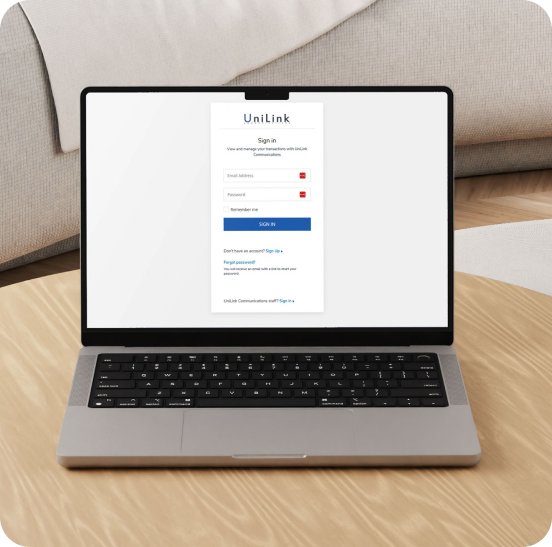 UniLink
Sign in
View and manage your transactions with UniLink
Communications
Email Address
Password
Remember me
SIGN IN
Don't have an account? Sign Up
Forgot password?
You will receive an email with a link to reset your
password.
UniLink Communications staff? Sign in